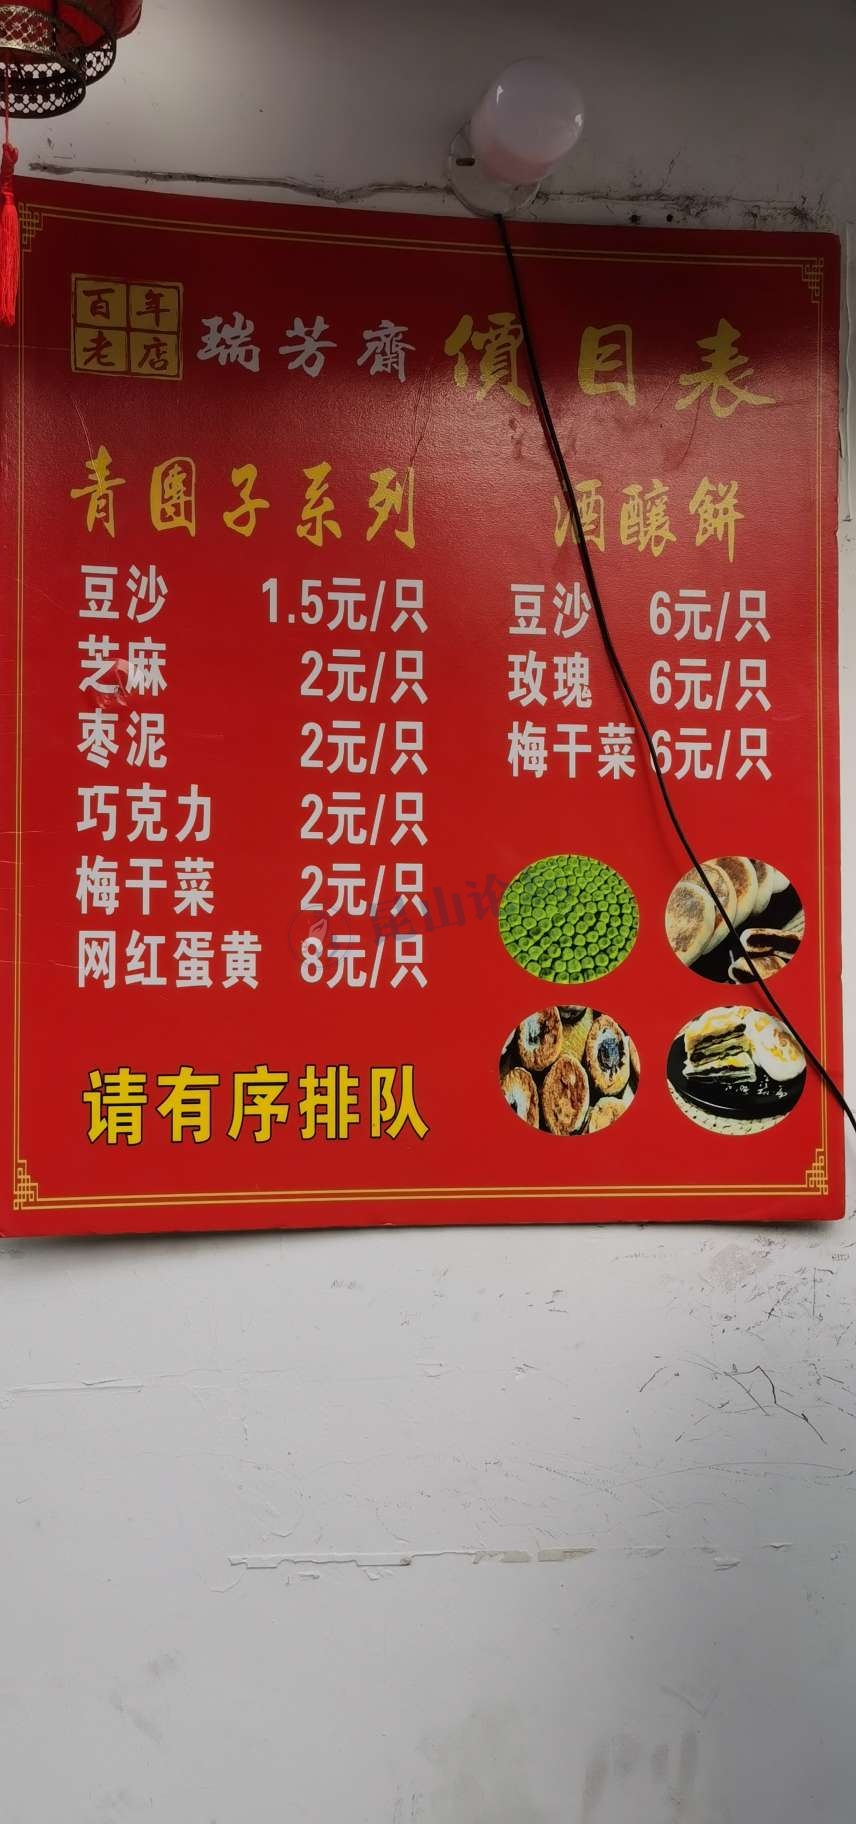 百年老店 瑞芳齋 價目表
青團子系列
豆沙 1.5元/只
芝麻 2元/只
枣泥 2元/只
巧克力 2元/只
梅干菜 2元/只
网红蛋黄 8元/只
酒釀餅
豆沙 6元/只
玫瑰 6元/只
梅干菜 6元/只
请有序排队
昆山论